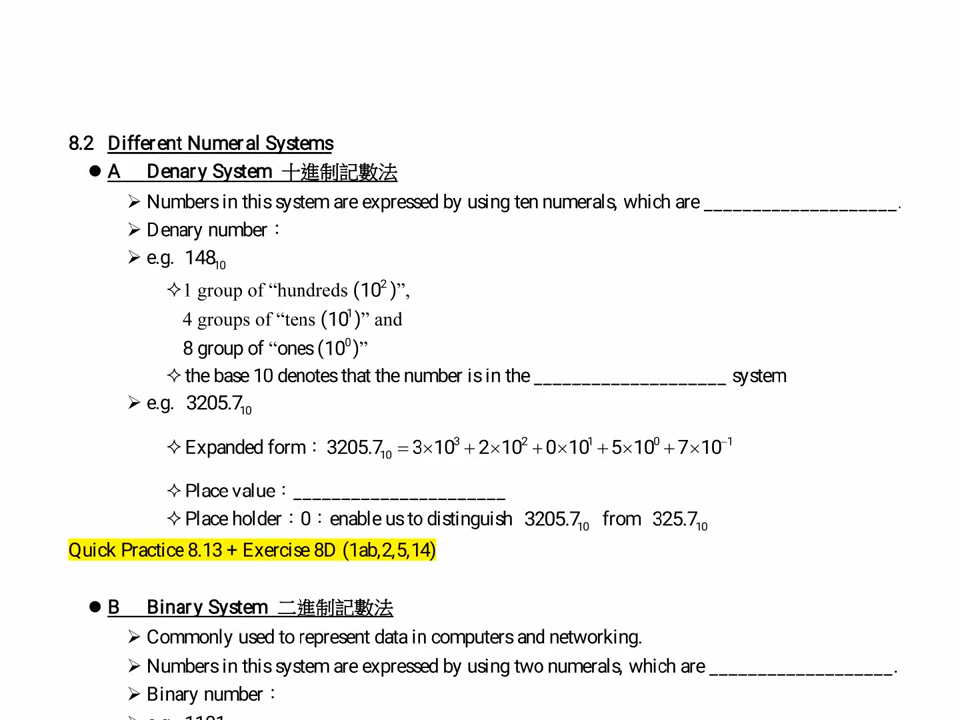 8.2 Different Numeral Systems
● A Denary System 十進制記數法
➢ Numbers in this system are expressed by using ten numerals, which are ____________________.
➢ Denary number：
➢ e.g. 148₁₀
✧1 group of “hundreds (10²)”,
4 groups of “tens (10¹)” and
8 group of “ones (10⁰)”
✧ the base 10 denotes that the number is in the ____________________ system
➢ e.g. 3205.7₁₀
✧ Expanded form： 3205.7₁₀ = 3×10³ + 2×10² + 0×10¹ + 5×10⁰ + 7×10⁻¹
✧ Place value： ______________________
✧ Place holder：0：enable us to distinguish 3205.7₁₀ from 325.7₁₀
Quick Practice 8.13 + Exercise 8D (1ab,2,5,14)
● B Binary System 二進制記數法
➢ Commonly used to represent data in computers and networking.
➢ Numbers in this system are expressed by using two numerals, which are ___________________.
➢ Binary number：
➢ e.g. 1101